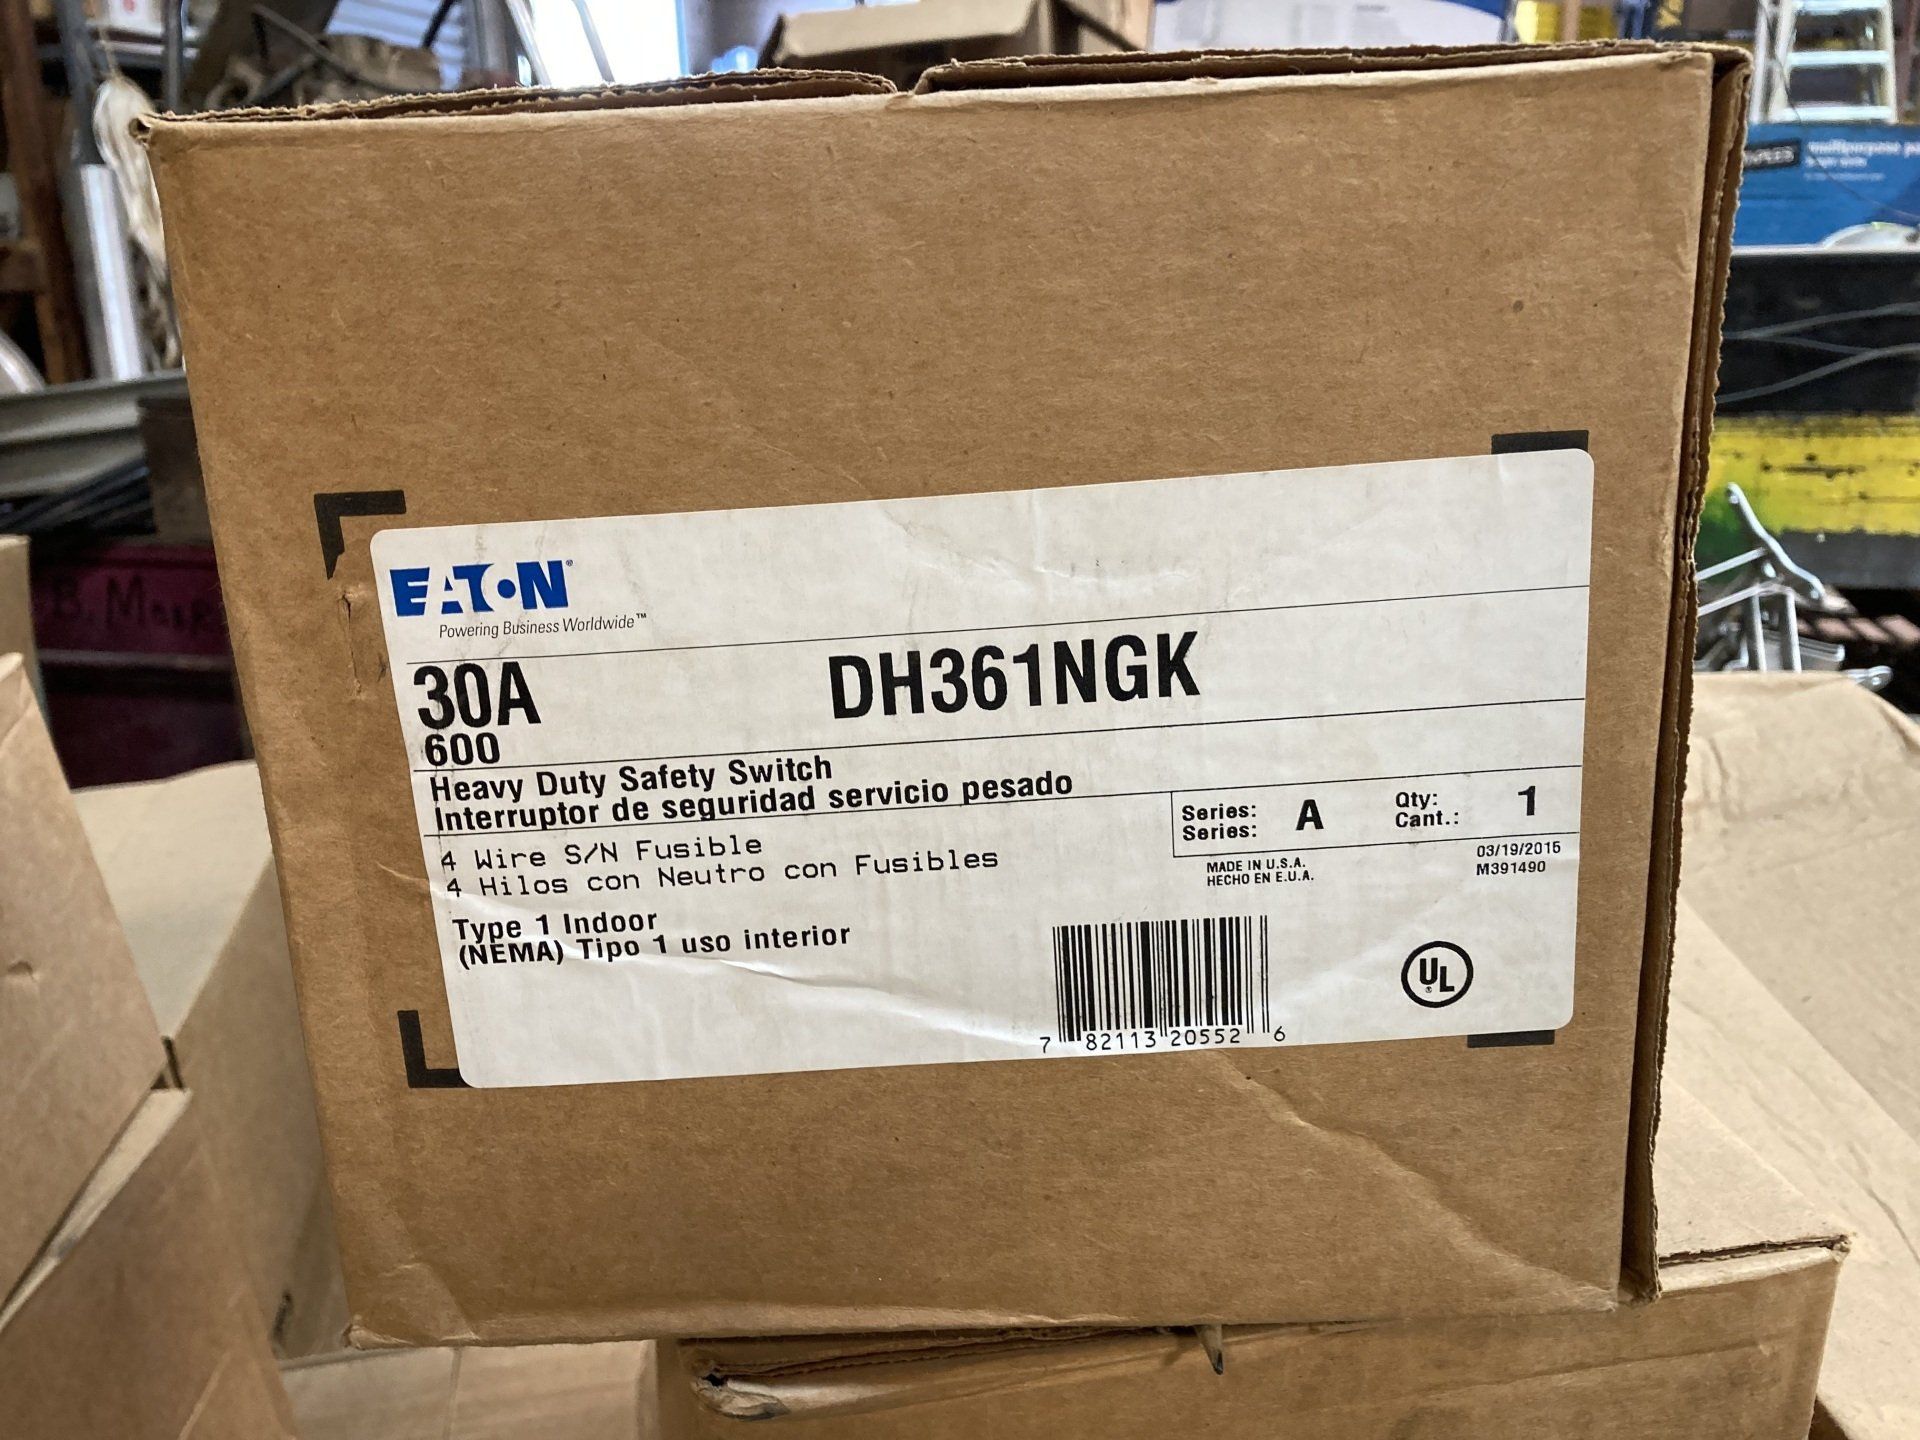 EATON®
Powering Business Worldwide™
30A DH361NGK
600
Heavy Duty Safety Switch
Interruptor de seguridad servicio pesado
Series: A Qty: 1
Series: Cant.:
4 Wire S/N Fusible
4 Hilos con Neutro con Fusibles
MADE IN U.S.A.
HECHO EN E.U.A.
03/19/2015
M391490
Type 1 Indoor
(NEMA) Tipo 1 uso interior
7 82113 20552 6
UL
®
multipurpose